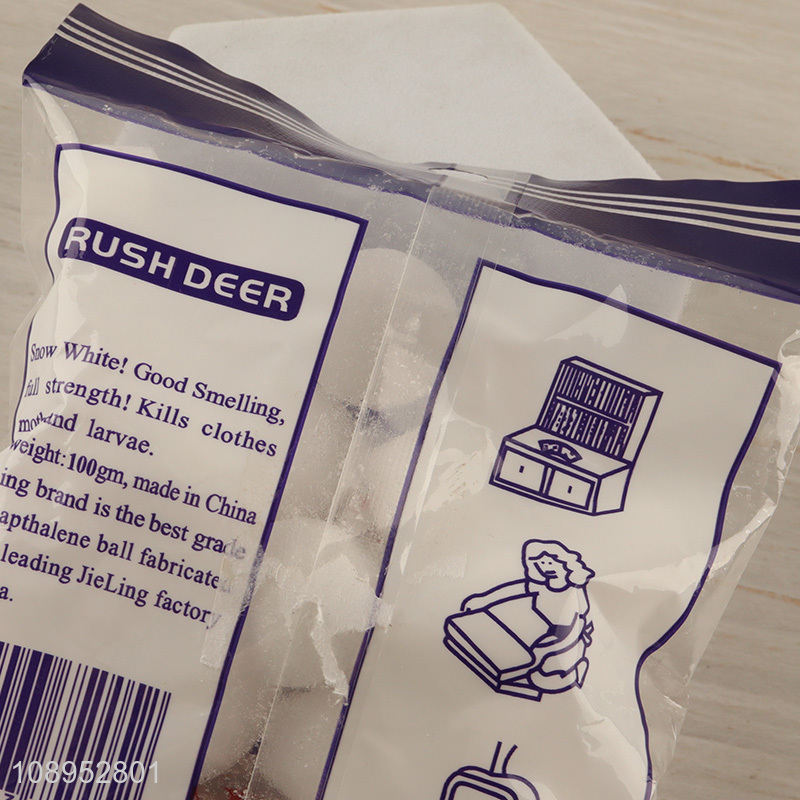 RUSH DEER
Snow White! Good Smelling,
full strength! Kills clothes
and larvae.
weight:100gm, made in China
ing brand is the best grade
apthalene ball fabricated
leading JieLing factory
a.
108952801